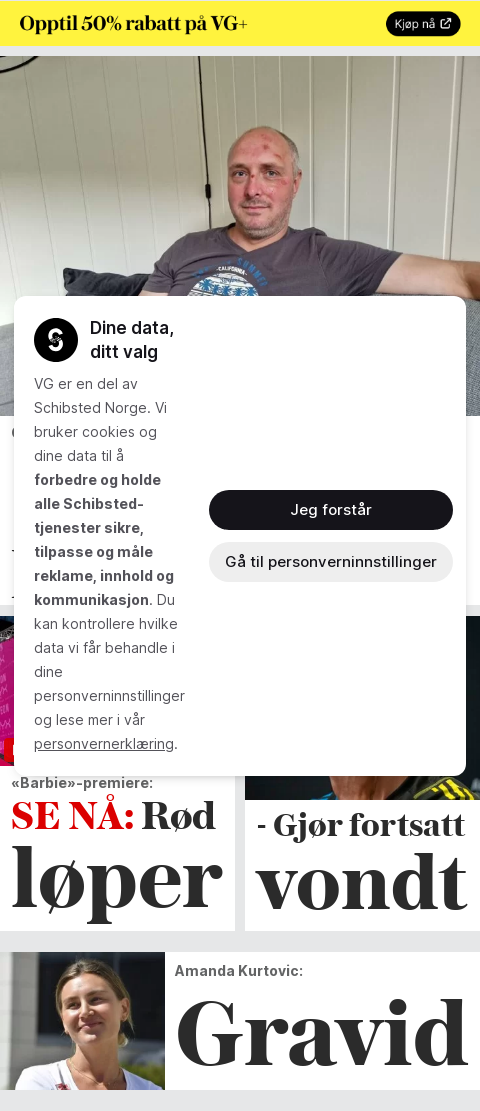 Opptil 50% rabatt på VG+
Kjøp nå
SUMMER
CALIFORNIA
Dine data,
ditt valg
VG er en del av
Schibsted Norge. Vi
bruker cookies og
dine data til å
forbedre og holde
alle Schibsted-
tjenester sikre,
tilpasse og måle
reklame, innhold og
kommunikasjon. Du
kan kontrollere hvilke
data vi får behandle i
dine
personverninnstillinger
og lese mer i vår
personvernerklæring.
Jeg forstår
Gå til personverninnstillinger
«Barbie»-premiere:
SE NÅ: Rød
løper
- Gjør fortsatt
vondt
Amanda Kurtovic:
Gravid